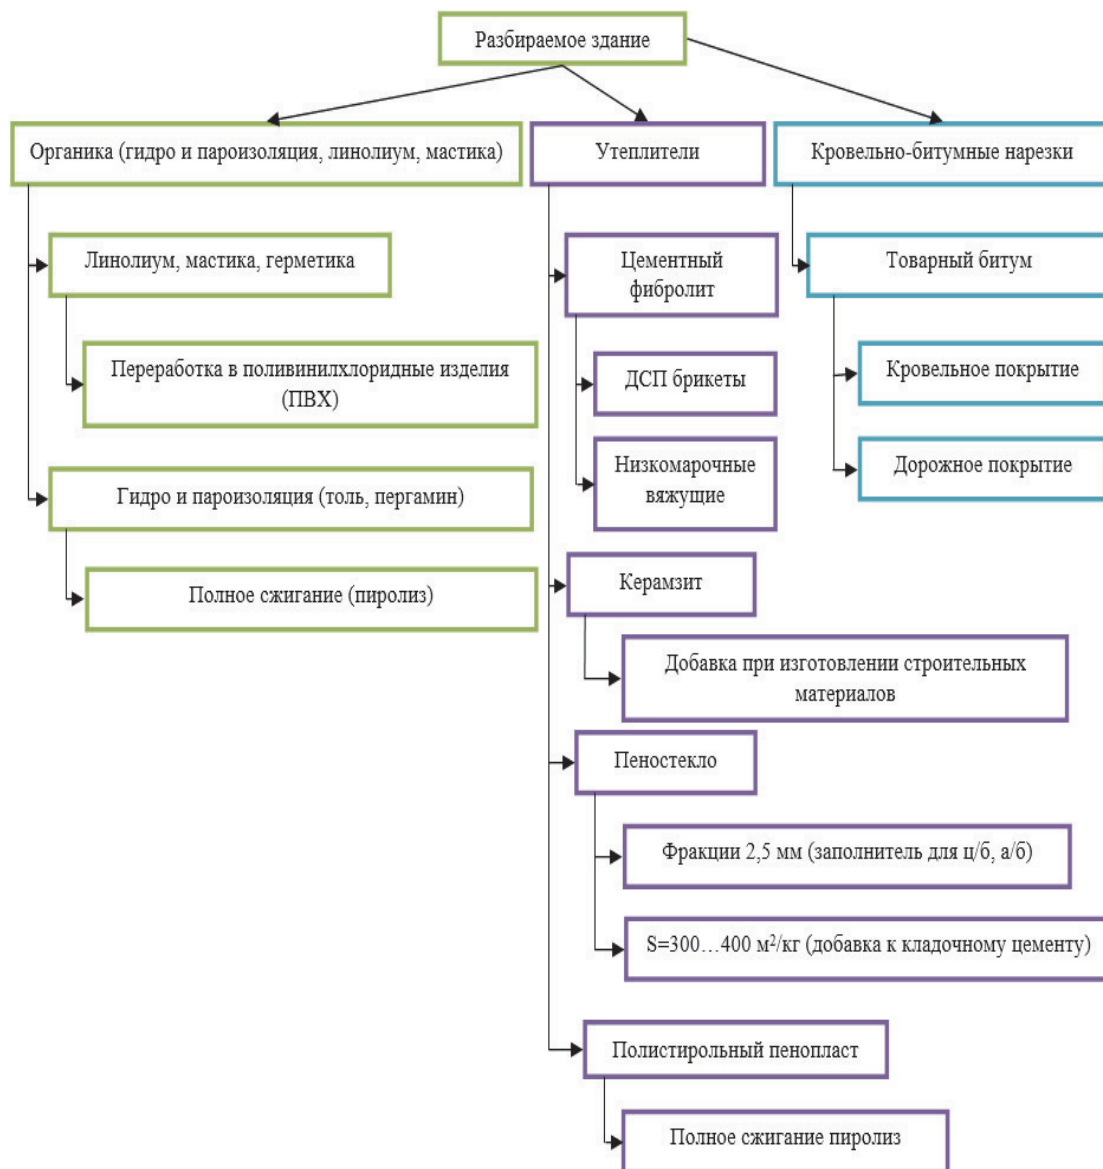 Разбираемое здание
Органика (гидро и пароизоляция, линолиум, мастика)
Линолиум, мастика, герметика
Переработка в поливинилхлоридные изделия
(ПВХ)
Гидро и пароизоляция (толь, пергамин)
Полное сжигание (пиролиз)
Утеплители
Цементный
фибролит
ДСП брикеты
Низкомарочные
вяжущие
Керамзит
Добавка при изготовлении строительных
материалов
Пеностекло
Фракции 2,5 мм (заполнитель для ц/б, а/б)
S=300…400 м²/кг (добавка к кладочному цементу)
Полистирольный пенопласт
Полное сжигание пиролиз
Кровельно-битумные нарезки
Товарный битум
Кровельное покрытие
Дорожное покрытие